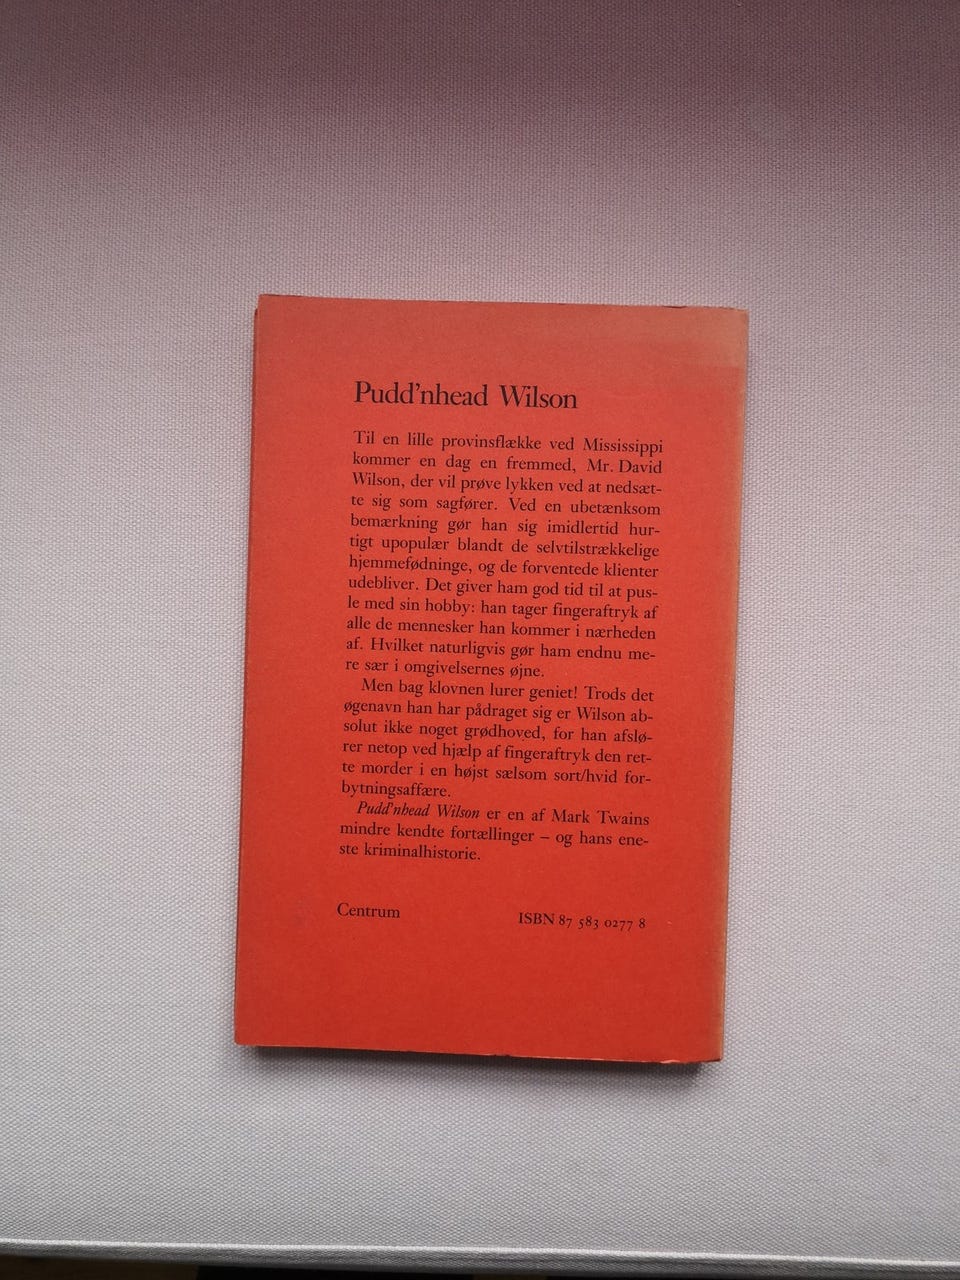 Pudd'nhead Wilson
Til en lille provinsflække ved Mississippi
kommer en dag en fremmed, Mr. David
Wilson, der vil prøve lykken ved at nedsæt-
te sig som sagfører. Ved en ubetænksom
bemærkning gør han sig imidlertid hur-
tigt upopulær blandt de selvtilstrækkelige
hjemmefødninge, og de forventede klienter
udebliver. Det giver ham god tid til at pus-
le med sin hobby: han tager fingeraftryk af
alle de mennesker han kommer i nærheden
af. Hvilket naturligvis gør ham endnu me-
re sær i omgivelsernes øjne.
Men bag klovnen lurer geniet! Trods det
øgenavn han har pådraget sig er Wilson ab-
solut ikke noget grødhoved, for han afslø-
rer netop ved hjælp af fingeraftryk den ret-
te morder i en højst sælsom sort/hvid for-
bytningsaffære.
Pudd'nhead Wilson er en af Mark Twains
mindre kendte fortællinger – og hans ene-
ste kriminalhistorie.
Centrum
ISBN 87 583 0277 8